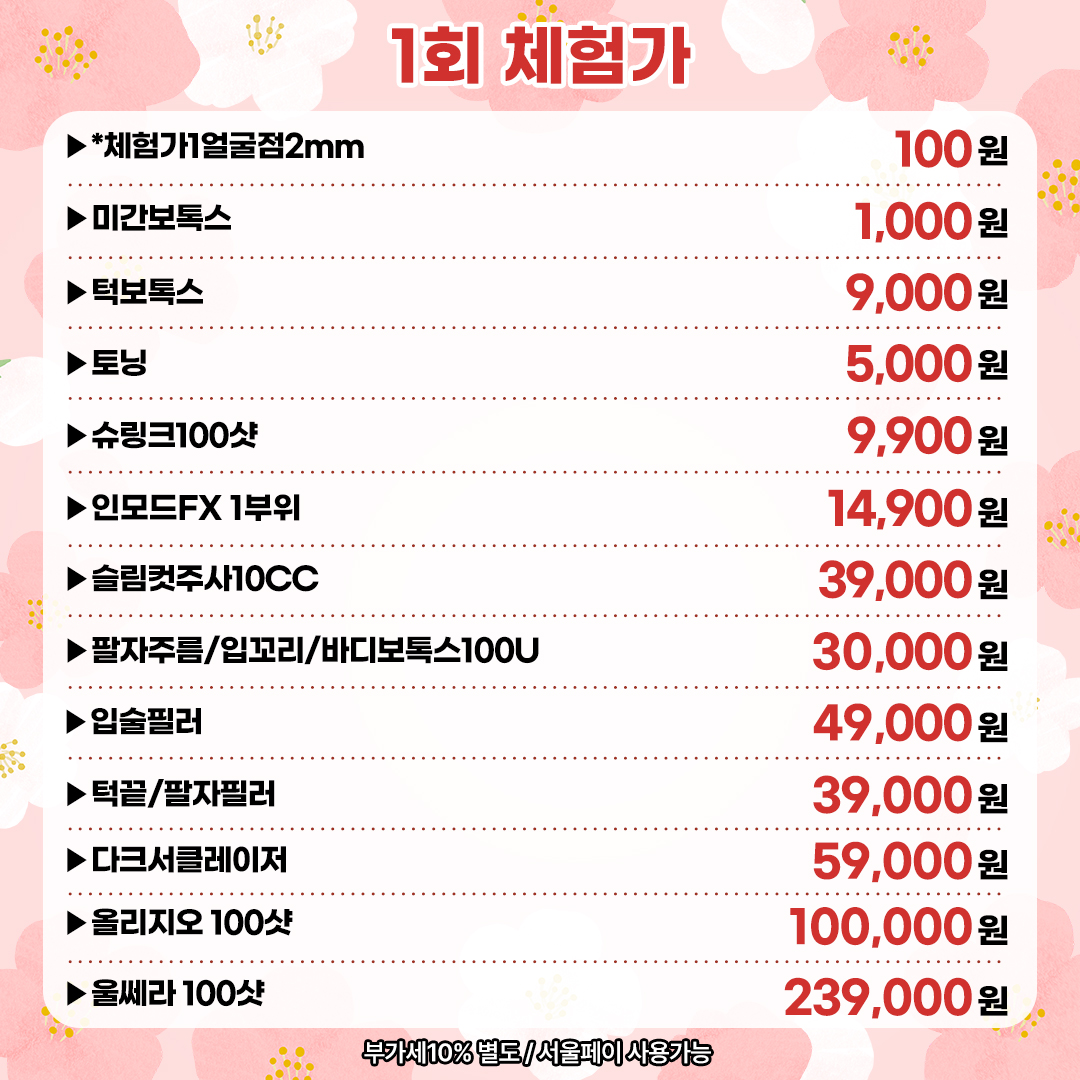 1회 체험가
▶*체험가1얼굴점2mm 100원
▶미간보톡스 1,000원
▶턱보톡스 9,000원
▶토닝 5,000원
▶슈링크100샷 9,900원
▶인모드FX 1부위 14,900원
▶슬림컷주사10CC 39,000원
▶팔자주름/입꼬리/바디보톡스100U 30,000원
▶입술필러 49,000원
▶턱끝/팔자필러 39,000원
▶다크서클레이저 59,000원
▶올리지오 100샷 100,000원
▶울쎄라 100샷 239,000원
부가세10% 별도 / 서울페이 사용가능